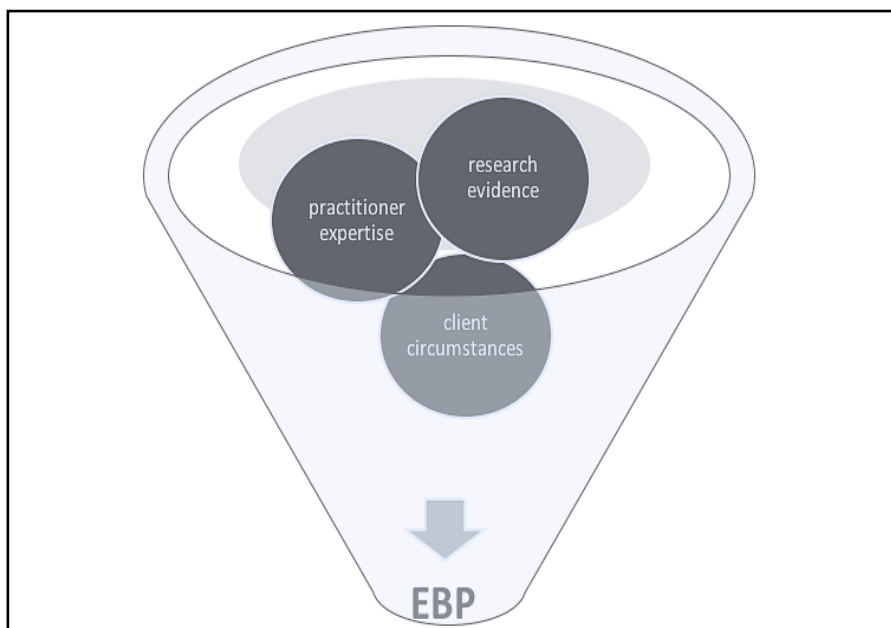 research
evidence
practitioner
expertise
client
circumstances
EBP